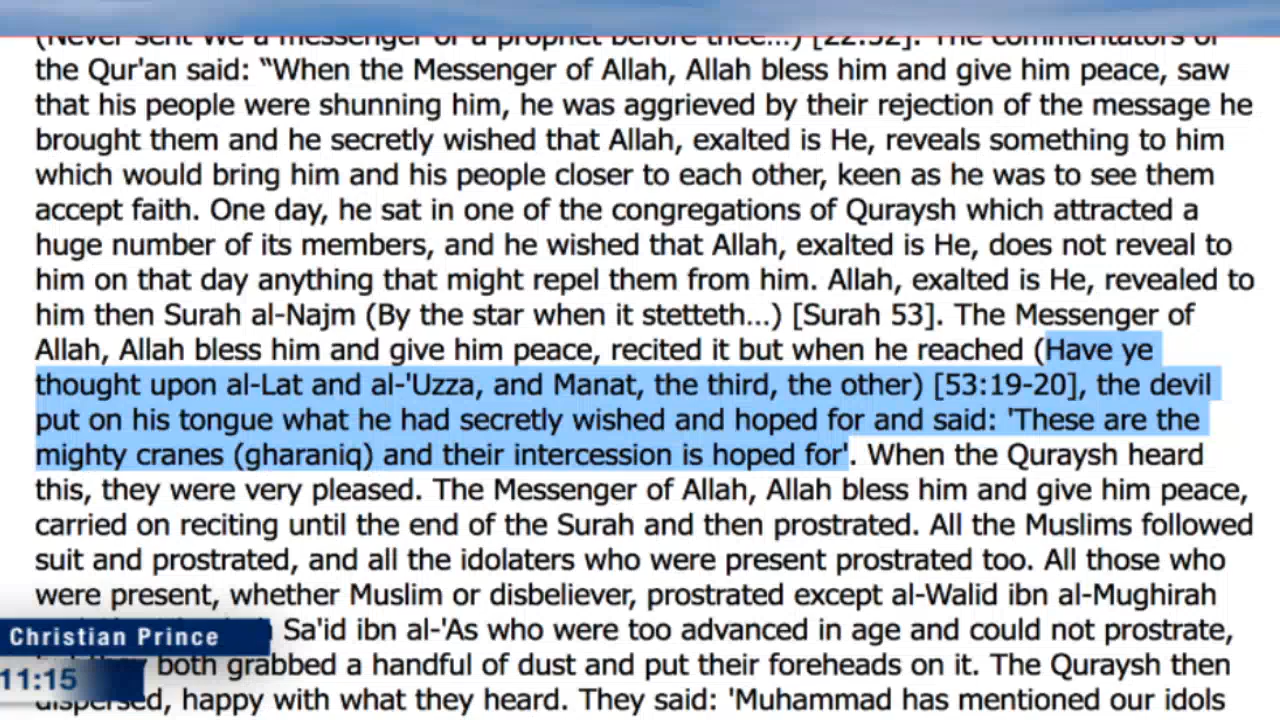 (Never sent We a messenger or a prophet before thee...) [22:52]. The commentators of
the Qur'an said: “When the Messenger of Allah, Allah bless him and give him peace, saw
that his people were shunning him, he was aggrieved by their rejection of the message he
brought them and he secretly wished that Allah, exalted is He, reveals something to him
which would bring him and his people closer to each other, keen as he was to see them
accept faith. One day, he sat in one of the congregations of Quraysh which attracted a
huge number of its members, and he wished that Allah, exalted is He, does not reveal to
him on that day anything that might repel them from him. Allah, exalted is He, revealed to
him then Surah al-Najm (By the star when it stetteth...) [Surah 53]. The Messenger of
Allah, Allah bless him and give him peace, recited it but when he reached (Have ye
thought upon al-Lat and al-'Uzza, and Manat, the third, the other) [53:19-20], the devil
put on his tongue what he had secretly wished and hoped for and said: 'These are the
mighty cranes (gharaniq) and their intercession is hoped for'. When the Quraysh heard
this, they were very pleased. The Messenger of Allah, Allah bless him and give him peace,
carried on reciting until the end of the Surah and then prostrated. All the Muslims followed
suit and prostrated, and all the idolaters who were present prostrated too. All those who
were present, whether Muslim or disbeliever, prostrated except al-Walid ibn al-Mughirah
Sa'id ibn al-'As who were too advanced in age and could not prostrate,
both grabbed a handful of dust and put their foreheads on it. The Quraysh then
dispersed, happy with what they heard. They said: 'Muhammad has mentioned our idols
Christian Prince
11:15